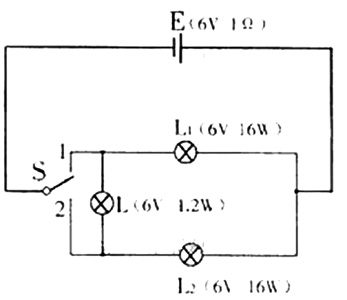 E(6V 1Ω)
L₁(6V 16W)
1
S
L(6V 1.2W)
2
L₂(6V 16W)